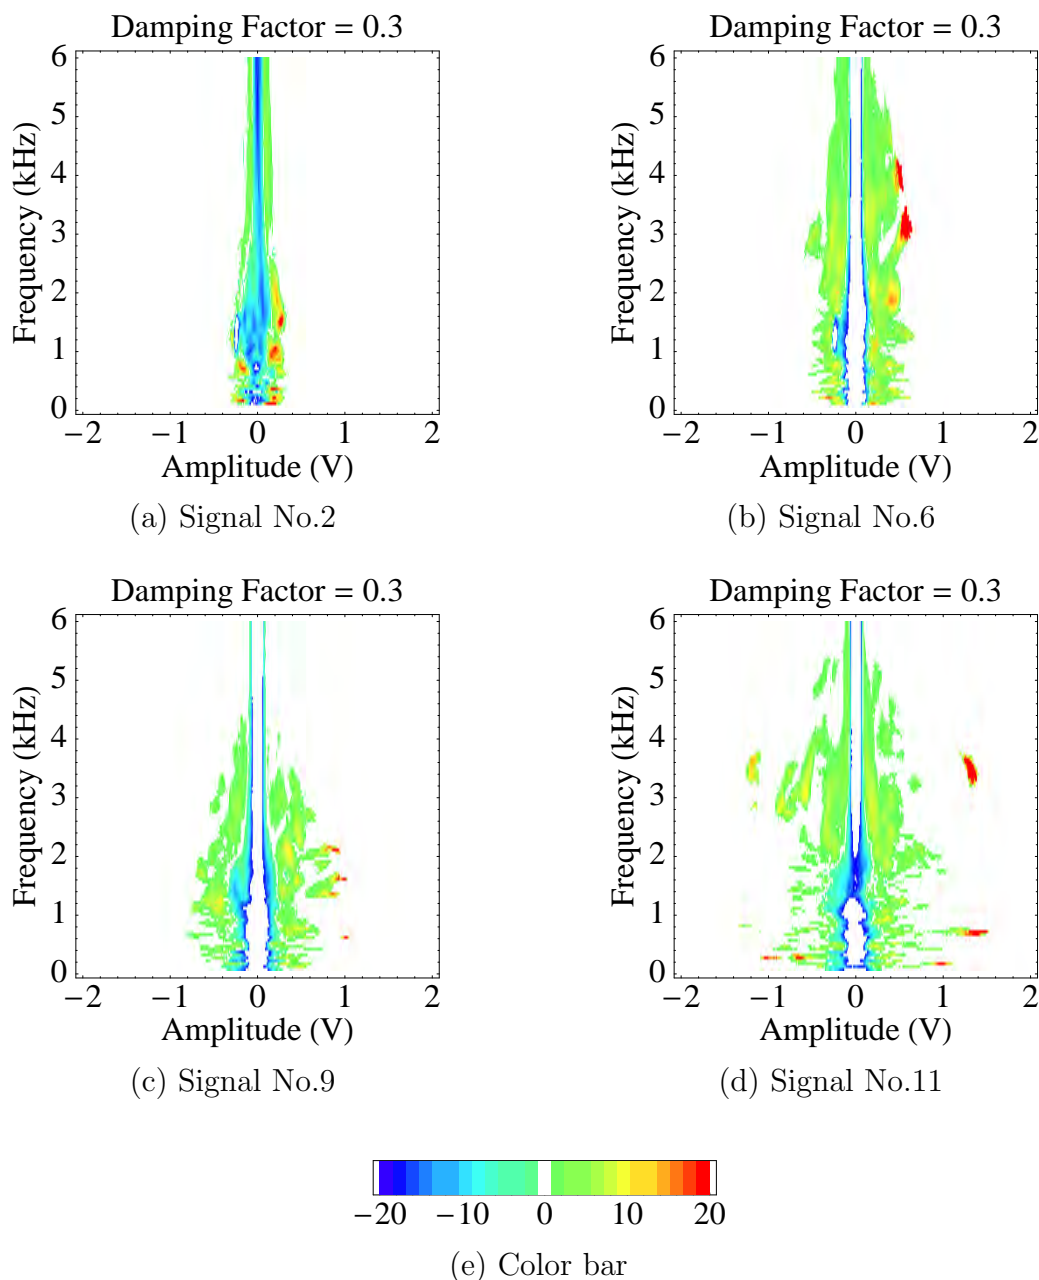 Damping Factor = 0.3
Frequency (kHz)
6
5
4
3
2
1
0
−2 −1 0 1 2
Amplitude (V)
(a) Signal No.2
Damping Factor = 0.3
Frequency (kHz)
6
5
4
3
2
1
0
−2 −1 0 1 2
Amplitude (V)
(b) Signal No.6
Damping Factor = 0.3
Frequency (kHz)
6
5
4
3
2
1
0
−2 −1 0 1 2
Amplitude (V)
(c) Signal No.9
Damping Factor = 0.3
Frequency (kHz)
6
5
4
3
2
1
0
−2 −1 0 1 2
Amplitude (V)
(d) Signal No.11
−20 −10 0 10 20
(e) Color bar